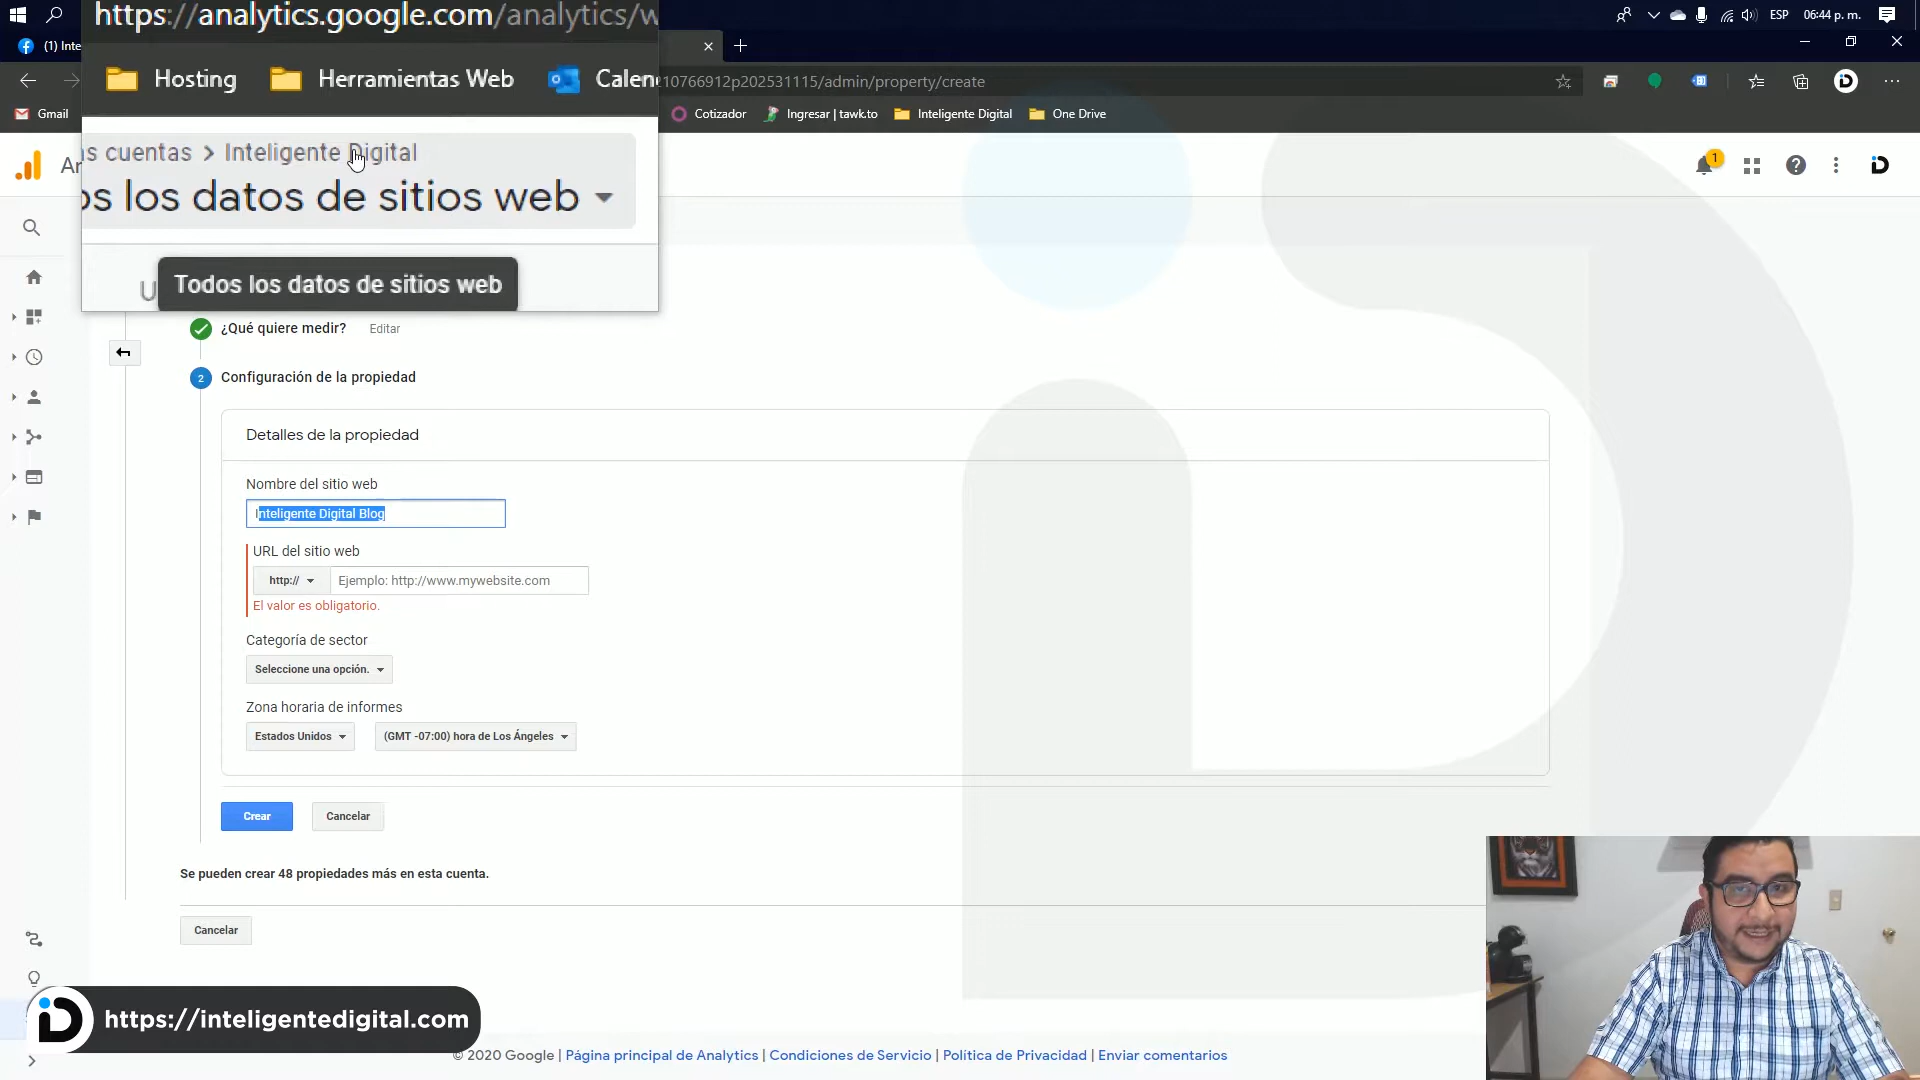 ESP
06:44 p. m.
(1) Inte
https://analytics.google.com/analytics/w
210766912p202531115/admin/property/create
Gmail
Hosting
Herramientas Web
Calen
Cotizador
Ingresar | tawk.to
Inteligente Digital
One Drive
An
as cuentas > Inteligente Digital
os los datos de sitios web
1
U
Todos los datos de sitios web
¿Qué quiere medir?
Editar
2
Configuración de la propiedad
Detalles de la propiedad
Nombre del sitio web
Inteligente Digital Blog
URL del sitio web
http://
Ejemplo: http://www.mywebsite.com
El valor es obligatorio.
Categoría de sector
Seleccione una opción.
Zona horaria de informes
Estados Unidos
(GMT -07:00) hora de Los Ángeles
Crear
Cancelar
Se pueden crear 48 propiedades más en esta cuenta.
Cancelar
https://inteligentedigital.com
© 2020 Google | Página principal de Analytics | Condiciones de Servicio | Política de Privacidad | Enviar comentarios